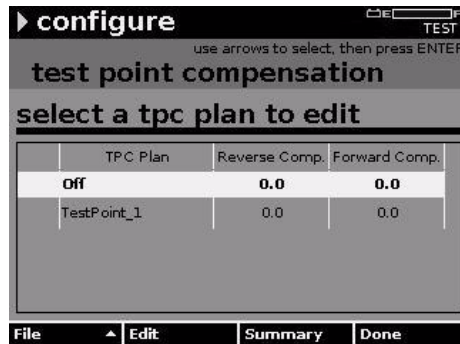 configure
E F
TEST
use arrows to select, then press ENTER
test point compensation
select a tpc plan to edit
TPC Plan Reverse Comp. Forward Comp.
Off 0.0 0.0
TestPoint_1 0.0 0.0
File Edit Summary Done